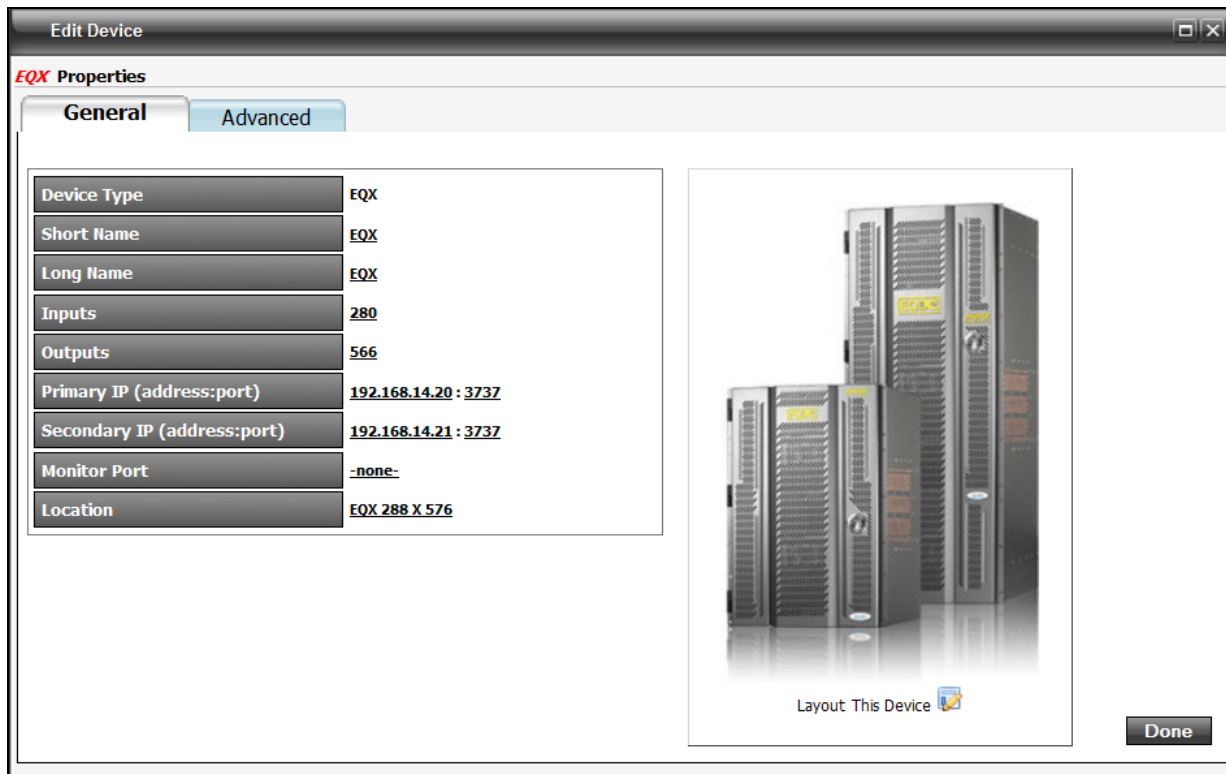 Edit Device
EQX Properties
General
Advanced
Device Type EQX
Short Name EQX
Long Name EQX
Inputs 280
Outputs 566
Primary IP (address:port) 192.168.14.20 : 3737
Secondary IP (address:port) 192.168.14.21 : 3737
Monitor Port -none-
Location EQX 288 X 576
Layout This Device
Done